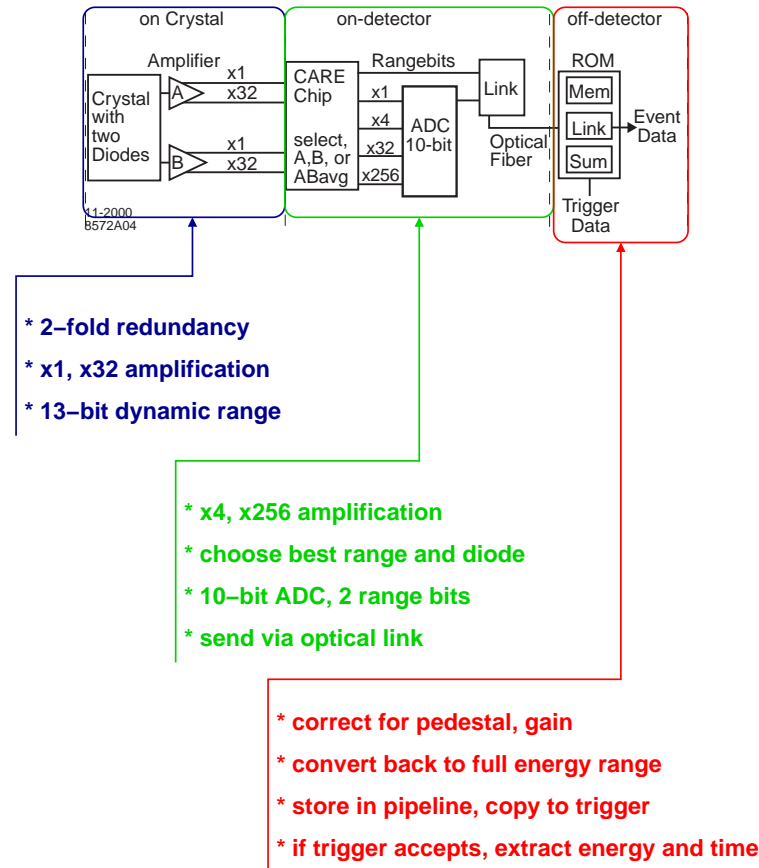 on Crystal
on-detector
off-detector
Amplifier
x1
x32
A
Crystal
with
two
Diodes
B
x1
x32
11-2000
8572A04
CARE
Chip
select,
A,B, or
ABavg
Rangebits
x1
x4
x32
x256
ADC
10-bit
Link
Optical
Fiber
ROM
Mem
Link
Sum
Event
Data
Trigger
Data
* 2–fold redundancy
* x1, x32 amplification
* 13–bit dynamic range
* x4, x256 amplification
* choose best range and diode
* 10–bit ADC, 2 range bits
* send via optical link
* correct for pedestal, gain
* convert back to full energy range
* store in pipeline, copy to trigger
* if trigger accepts, extract energy and time